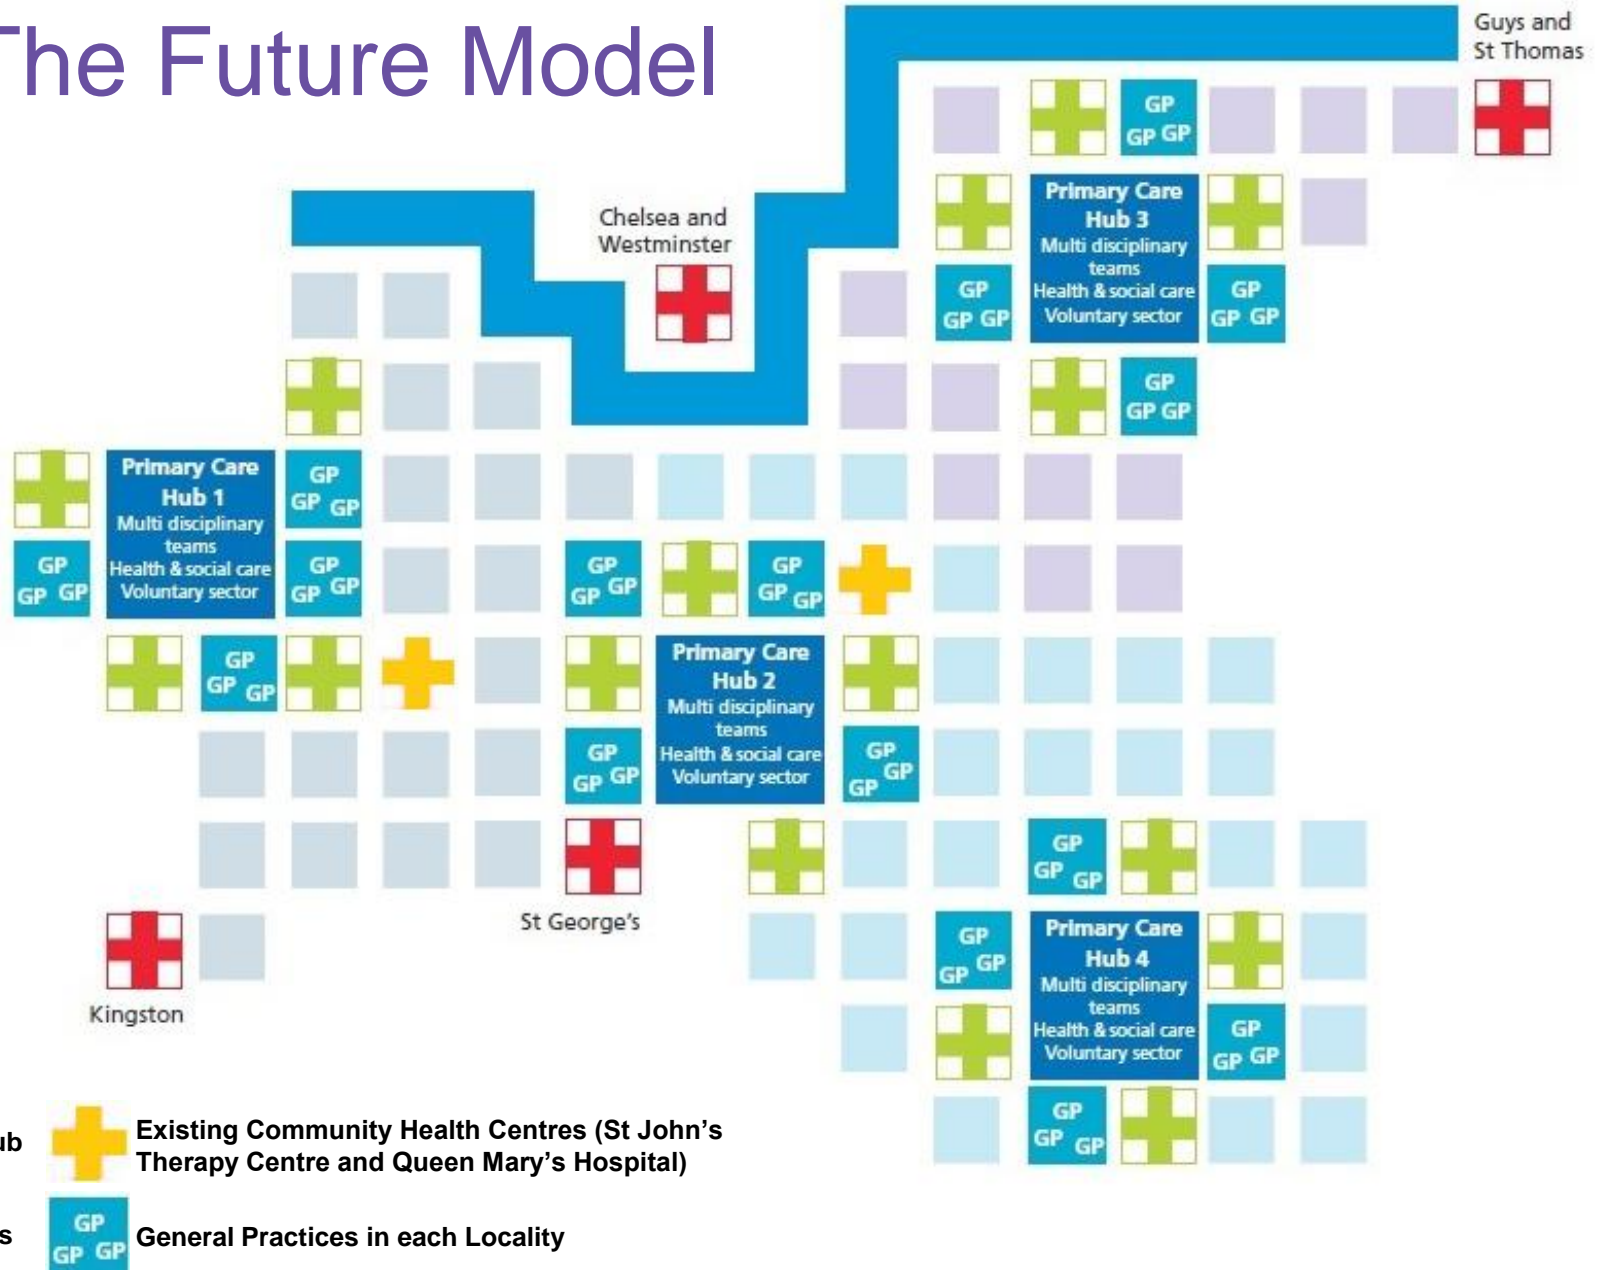 The Future Model
Guys and
St Thomas
GP
GP GP
Chelsea and
Westminster
Primary Care
Hub 3
Multi disciplinary
teams
Health & social care
Voluntary sector
GP
GP GP
GP
GP GP
GP
GP GP
Primary Care
Hub 1
Multi disciplinary
teams
Health & social care
Voluntary sector
GP
GP GP
GP
GP GP
GP
GP GP
GP
GP GP
GP
GP GP
GP
GP GP
Primary Care
Hub 2
Multi disciplinary
teams
Health & social care
Voluntary sector
GP
GP GP
GP
GP
GP
St George's
Kingston
GP
GP
GP
GP
GP
GP
Primary Care
Hub 4
Multi disciplinary
teams
Health & social care
Voluntary sector
GP
GP GP
GP
GP GP
ub
Existing Community Health Centres (St John's
Therapy Centre and Queen Mary's Hospital)
s
GP
GP GP
General Practices in each Locality